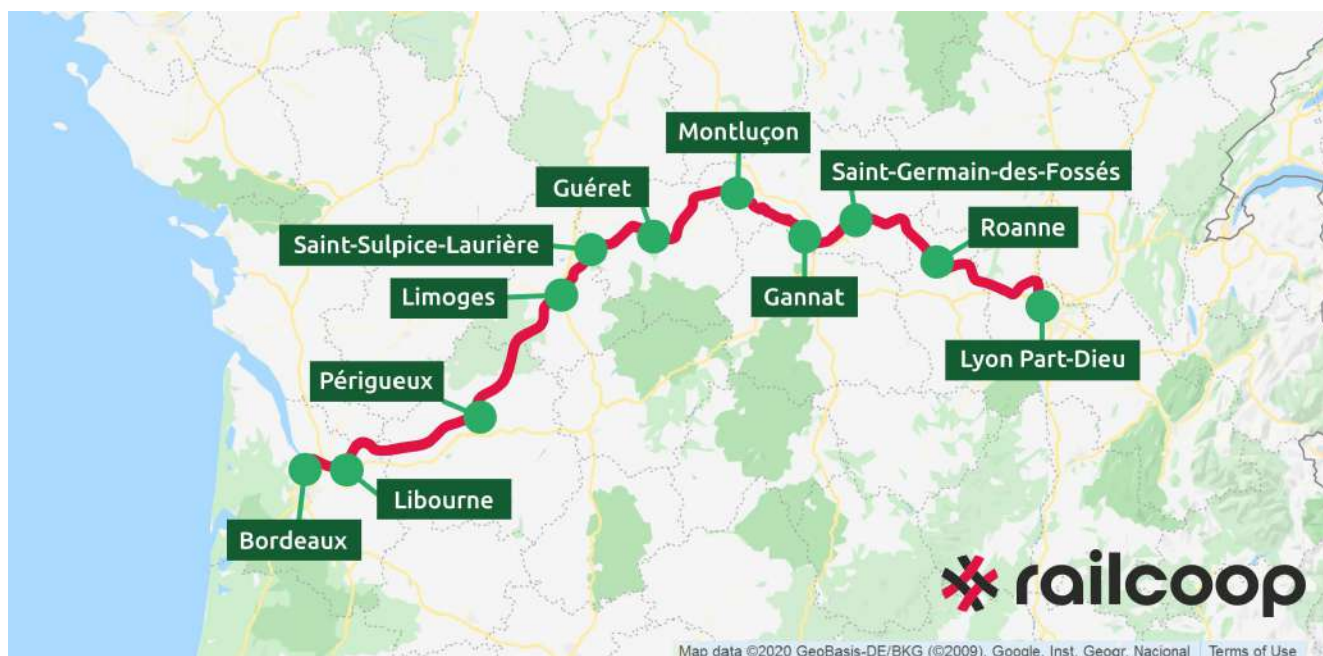 Montluçon
Saint-Germain-des-Fossés
Guéret
Roanne
Saint-Sulpice-Laurière
Limoges
Gannat
Lyon Part-Dieu
Périgueux
Libourne
Bordeaux
railcoop
Map data ©2020 GeoBasis-DE/BKG (©2009), Google, Inst. Geogr. Nacional Terms of Use